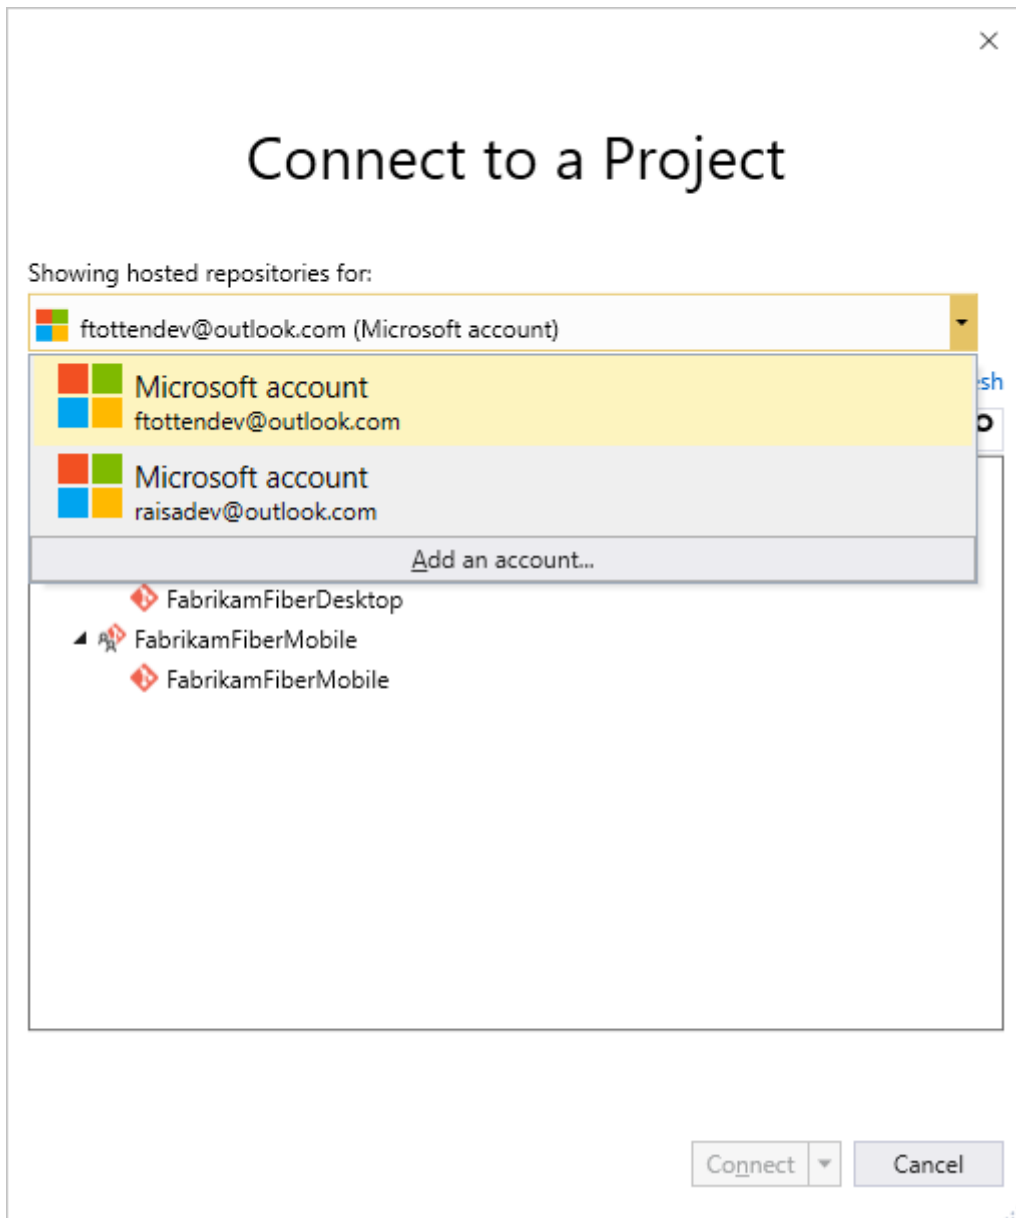 Connect to a Project
Showing hosted repositories for:
ftottendev@outlook.com (Microsoft account)
Microsoft account
ftottendev@outlook.com
Microsoft account
raisadev@outlook.com
Add an account...
FabrikamFiberDesktop
FabrikamFiberMobile
FabrikamFiberMobile
Connect
Cancel